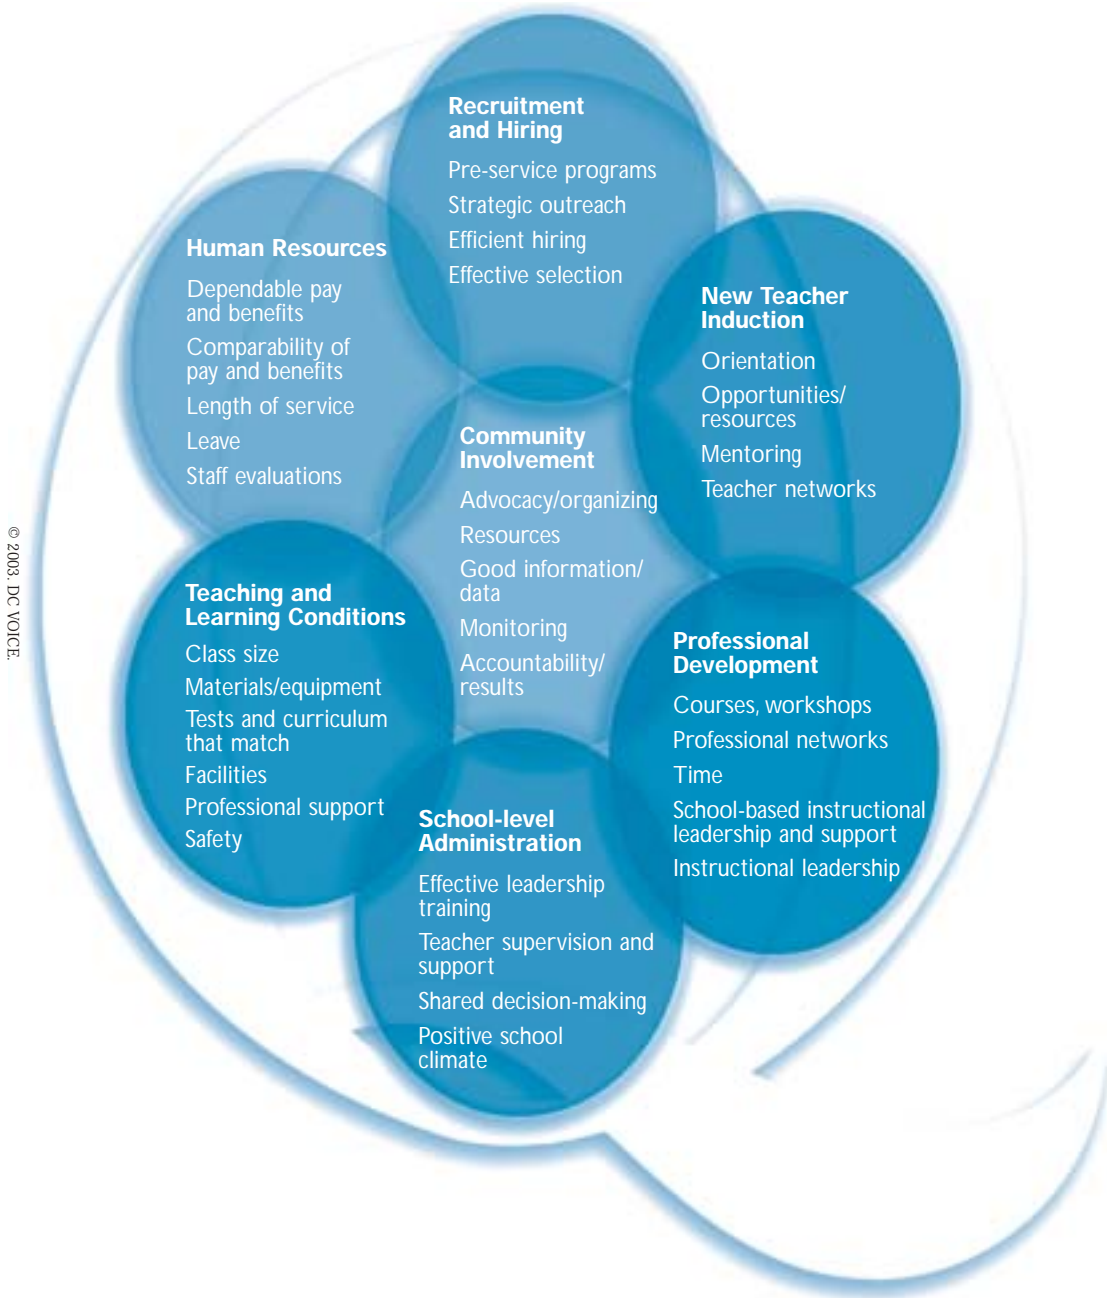 Recruitment
and Hiring
Pre-service programs
Strategic outreach
Efficient hiring
Effective selection
Human Resources
Dependable pay
and benefits
Comparability of
pay and benefits
Length of service
Leave
Staff evaluations
New Teacher
Induction
Orientation
Opportunities/
resources
Mentoring
Teacher networks
Community
Involvement
Advocacy/organizing
Resources
Good information/
data
Monitoring
Accountability/
results
Teaching and
Learning Conditions
Class size
Materials/equipment
Tests and curriculum
that match
Facilities
Professional support
Safety
Professional
Development
Courses, workshops
Professional networks
Time
School-based instructional
leadership and support
Instructional leadership
School-level
Administration
Effective leadership
training
Teacher supervision and
support
Shared decision-making
Positive school
climate
© 2003. DC VOICE.